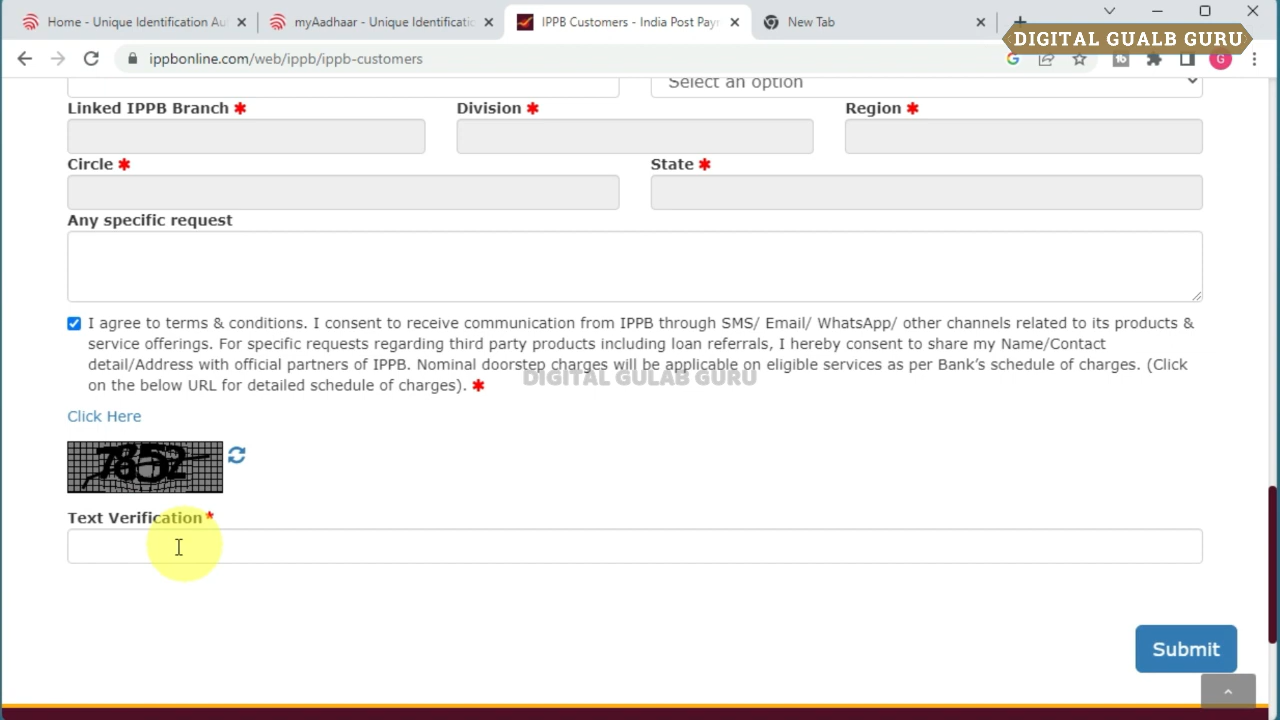 Home - Unique Identification Au
myAadhaar - Unique Identificatio
IPPB Customers - India Post Payn
New Tab
DIGITAL GUALB GURU
ippbonline.com/web/ippb/ippb-customers
G
Select an option
Linked IPPB Branch *
Division *
Region *
Circle *
State *
Any specific request
I agree to terms & conditions. I consent to receive communication from IPPB through SMS/ Email/ WhatsApp/ other channels related to its products &
service offerings. For specific requests regarding third party products including loan referrals, I hereby consent to share my Name/Contact
detail/Address with official partners of IPPB. Nominal doorstep charges will be applicable on eligible services as per Bank's schedule of charges. (Click
on the below URL for detailed schedule of charges). *
DIGITAL GULAB GURU
Click Here
7852
Text Verification *
Submit